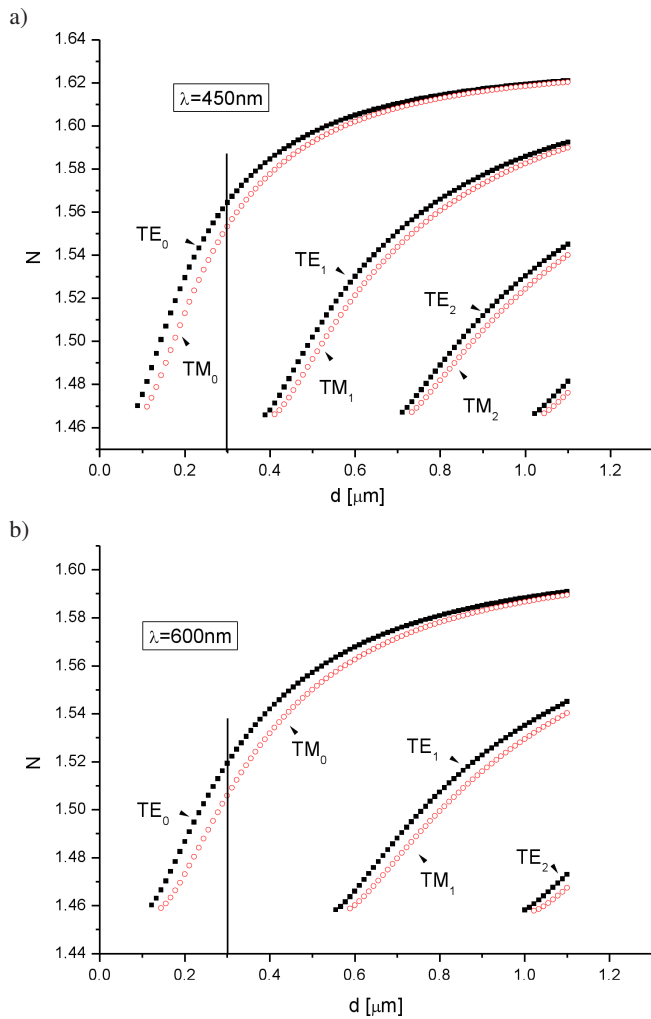 a)
1.64
1.62
1.60
1.58
1.56
1.54
1.52
1.50
1.48
1.46
N
λ=450nm
TE₀
TM₀
TE₁
TM₁
TE₂
TM₂
0.0 0.2 0.4 0.6 0.8 1.0 1.2
d [μm]
b)
1.60
1.58
1.56
1.54
1.52
1.50
1.48
1.46
1.44
N
λ=600nm
TE₀
TM₀
TE₁
TM₁
TE₂
0.0 0.2 0.4 0.6 0.8 1.0 1.2
d [μm]